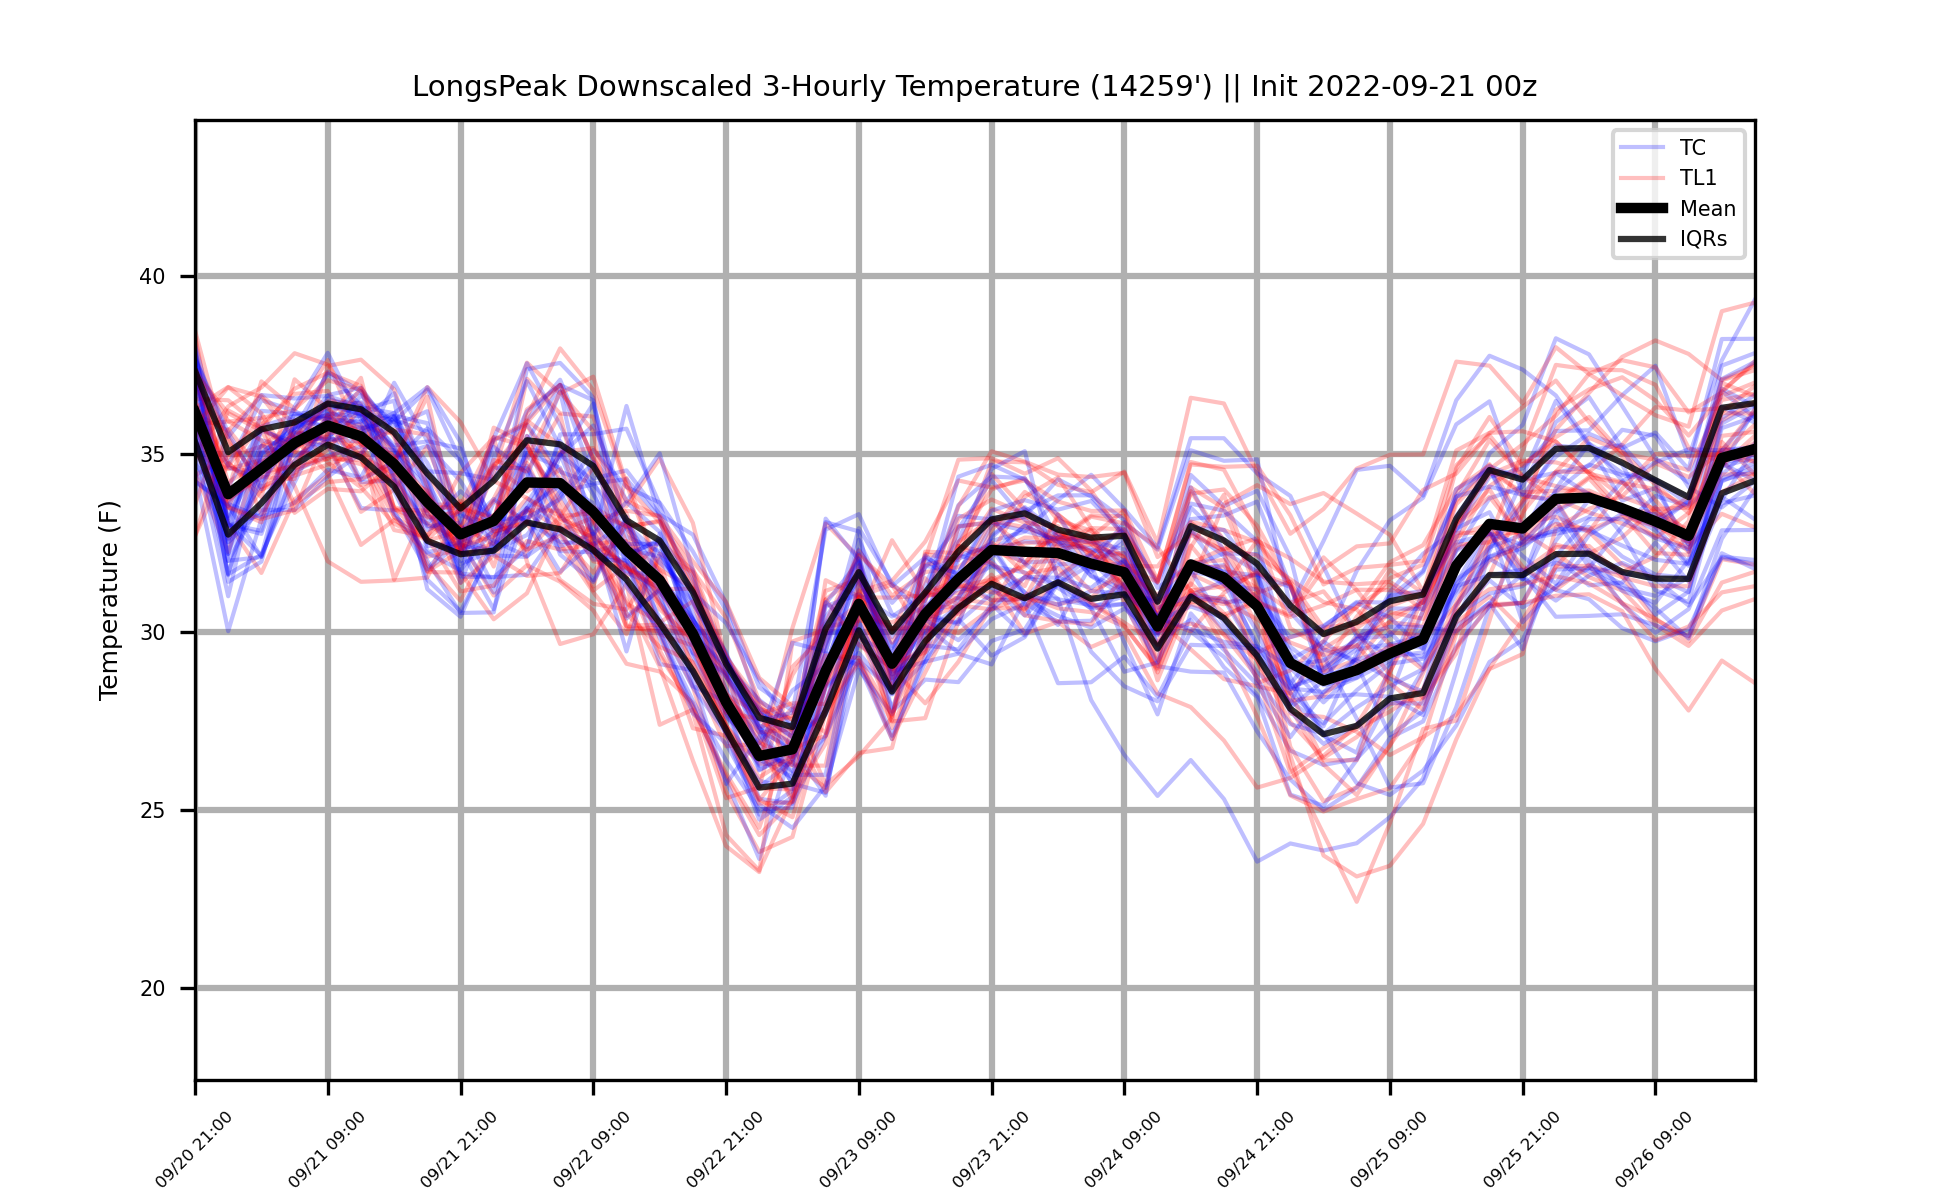 LongsPeak Downscaled 3-Hourly Temperature (14259') || Init 2022-09-21 00z
TC
TL1
Mean
IQRs
Temperature (F)
40
35
30
25
20
09/20 21:00
09/21 09:00
09/21 21:00
09/22 09:00
09/22 21:00
09/23 09:00
09/23 21:00
09/24 09:00
09/24 21:00
09/25 09:00
09/25 21:00
09/26 09:00